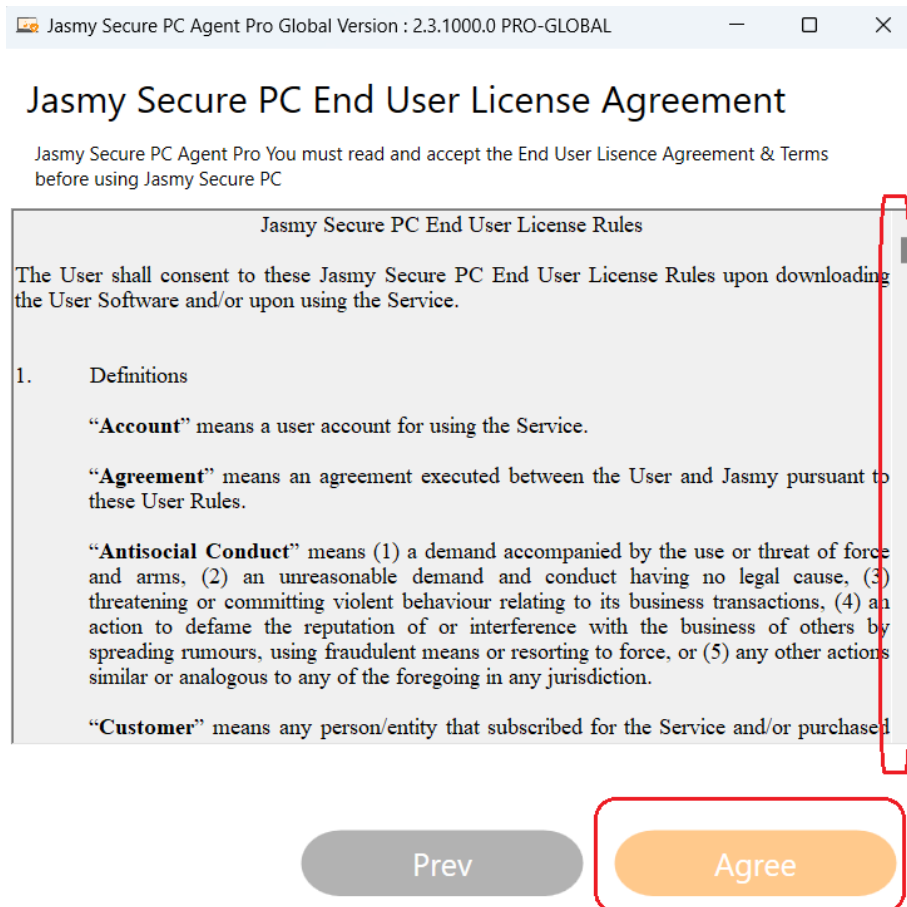 Jasmy Secure PC Agent Pro Global Version : 2.3.1000.0 PRO-GLOBAL
Jasmy Secure PC End User License Agreement
Jasmy Secure PC Agent Pro You must read and accept the End User Lisence Agreement & Terms
before using Jasmy Secure PC
Jasmy Secure PC End User License Rules
The User shall consent to these Jasmy Secure PC End User License Rules upon downloading
the User Software and/or upon using the Service.
1. Definitions
“Account” means a user account for using the Service.
“Agreement” means an agreement executed between the User and Jasmy pursuant to
these User Rules.
“Antisocial Conduct” means (1) a demand accompanied by the use or threat of force
and arms, (2) an unreasonable demand and conduct having no legal cause, (3)
threatening or committing violent behaviour relating to its business transactions, (4) an
action to defame the reputation of or interference with the business of others by
spreading rumours, using fraudulent means or resorting to force, or (5) any other actions
similar or analogous to any of the foregoing in any jurisdiction.
“Customer” means any person/entity that subscribed for the Service and/or purchased
Prev
Agree